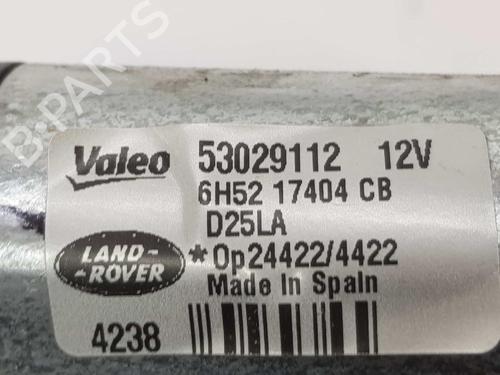 Valeo 53029112 12V
6H52 17404 CB
D25LA
LAND-
-ROVER
*Op24422/4422
Made In Spain
4238
B-PARTS